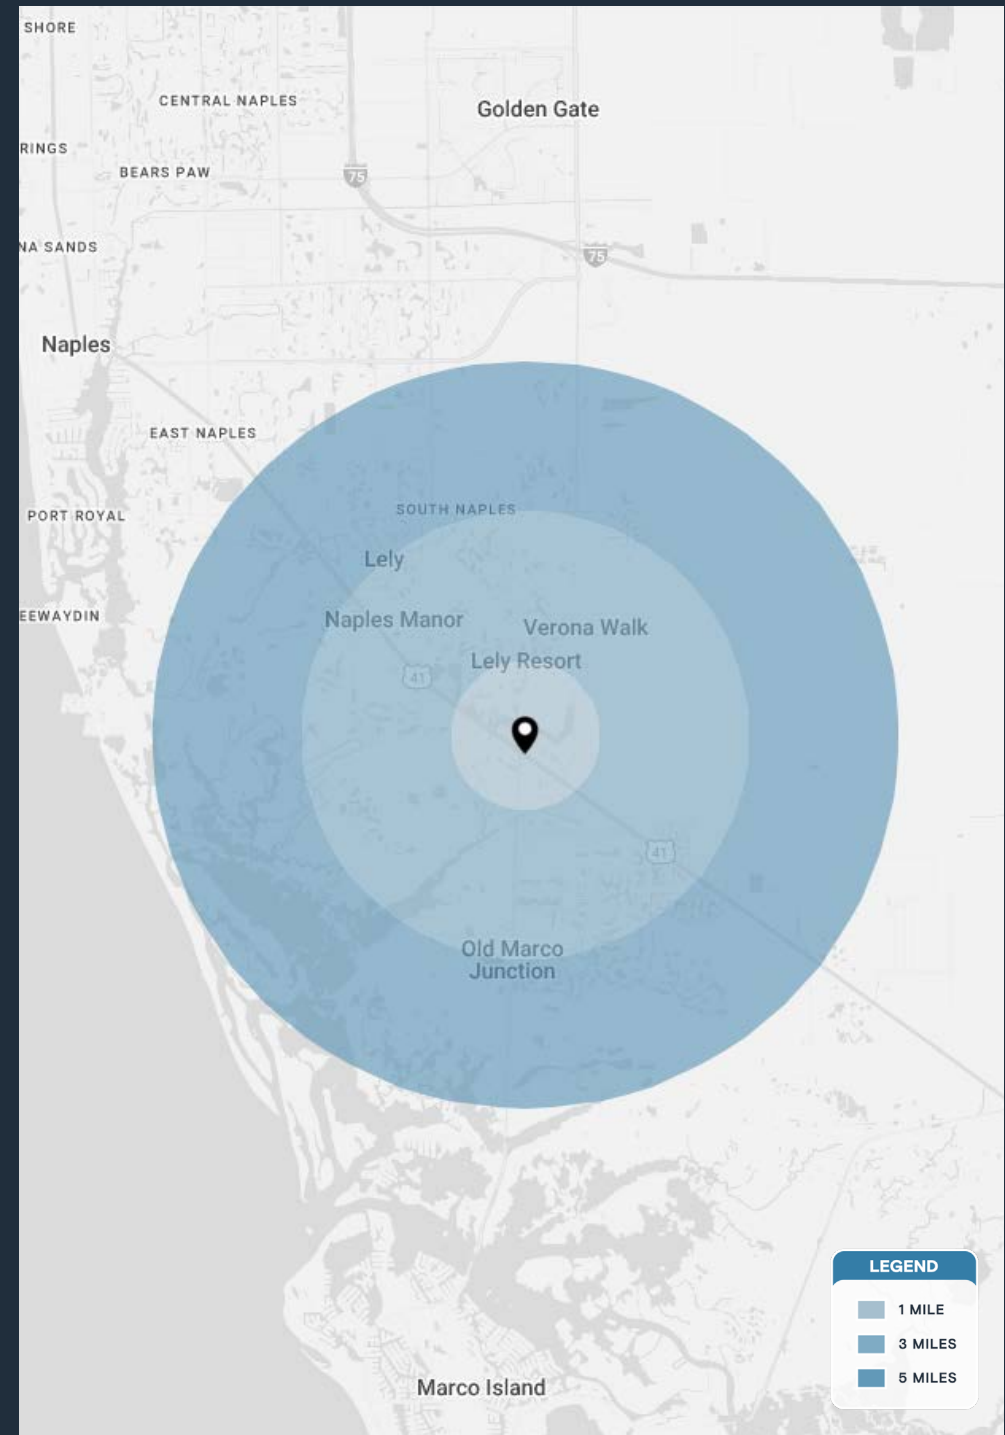 SHORE
CENTRAL NAPLES
Golden Gate
RINGS
BEARS PAW
75
NA SANDS
75
Naples
EAST NAPLES
SOUTH NAPLES
PORT ROYAL
Lely
EEWAYDIN
Naples Manor
Verona Walk
Lely Resort
41
41
Old Marco
Junction
LEGEND
1 MILE
3 MILES
5 MILES
Marco Island